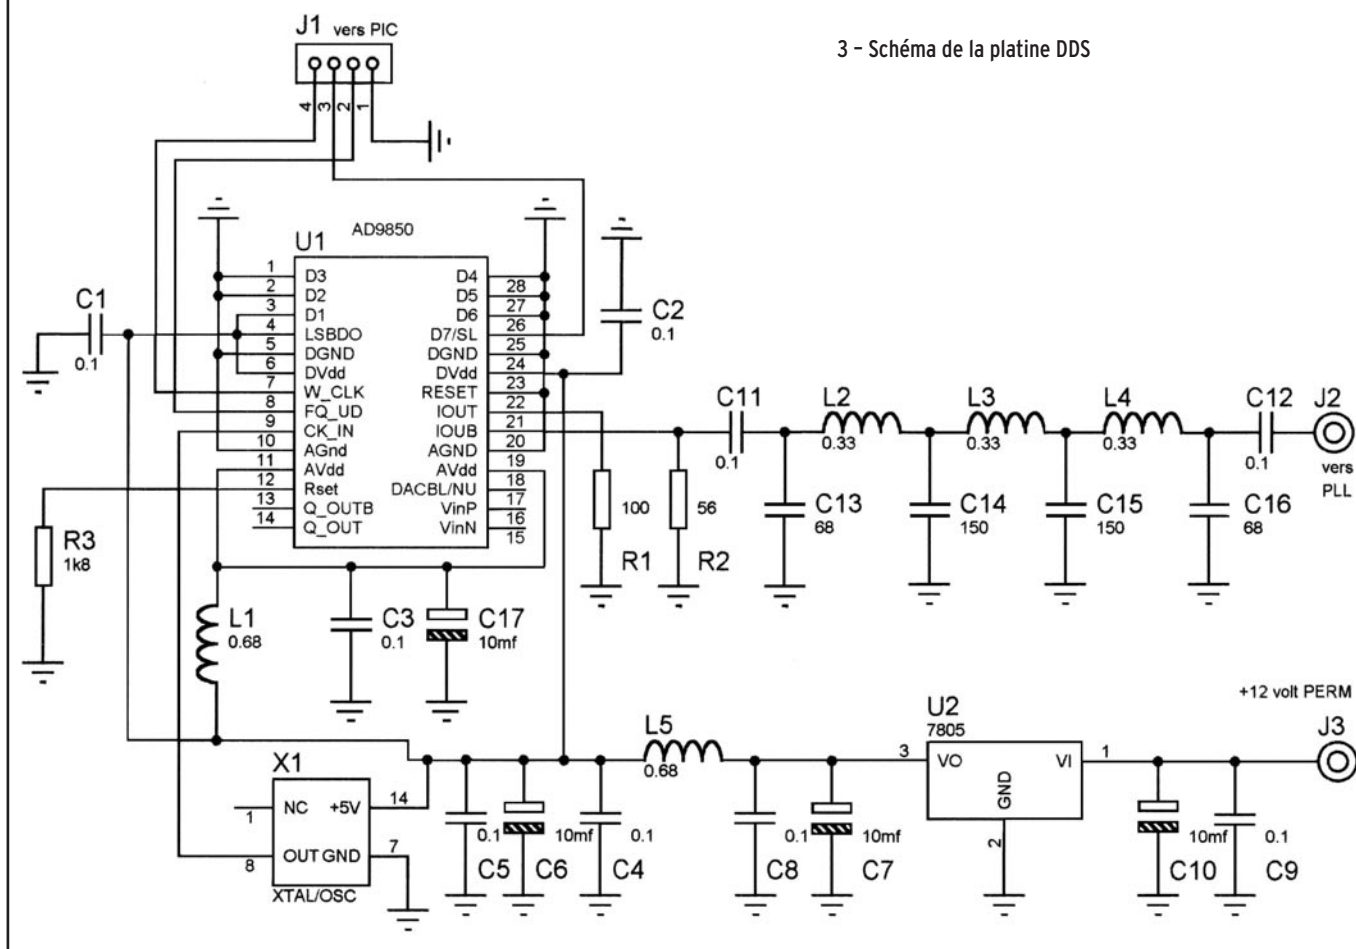 J1 vers PIC
3 – Schéma de la platine DDS
4
3
2
1
AD9850
U1
1 D3
2 D2
3 D1
4 LSBDO
5 DGND
6 DVdd
7 W_CLK
8 FQ_UD
9 CK_IN
10 AGnd
11 AVdd
12 Rset
13 Q_OUTB
14 Q_OUT
D4 28
D5 27
D6 26
D7/SL 25
DGND 24
DVdd 23
RESET 22
IOUT 21
IOUB 20
AGND 19
AVdd 18
DACBL/NU 17
VinP 16
VinN 15
C1
0.1
C2
0.1
C11
0.1
L2
0.33
L3
0.33
L4
0.33
C12
0.1
J2
vers
PLL
100
R1
56
R2
C13
68
C14
150
C15
150
C16
68
R3
1k8
L1
0.68
C3
0.1
C17
10mf
+12 volt PERM
J3
U2
7805
3 VO
VI 1
GND
2
L5
0.68
X1
1 NC
+5V 14
8 OUT
GND 7
XTAL/OSC
0.1
C5
10mf
C6
0.1
C4
0.1
C8
10mf
C7
10mf
C10
0.1
C9